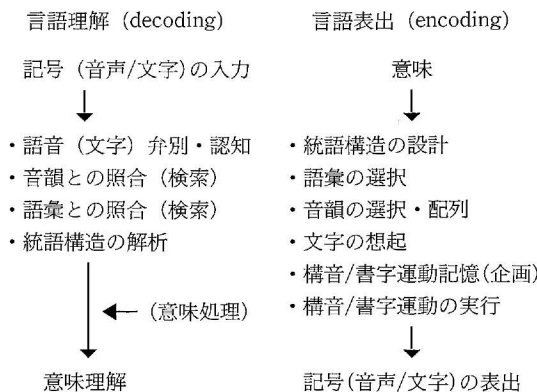 言語理解 (decoding)
記号 (音声/文字)の入力
・語音 (文字) 弁別・認知
・音韻との照合 (検索)
・語彙との照合 (検索)
・統語構造の解析
(意味処理)
意味理解
言語表出 (encoding)
意味
・統語構造の設計
・語彙の選択
・音韻の選択・配列
・文字の想起
・構音/書字運動記憶(企画)
・構音/書字運動の実行
記号(音声/文字)の表出